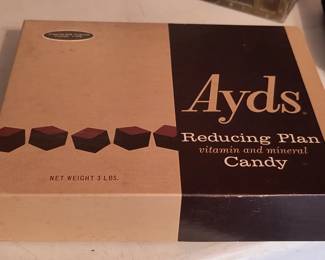 Ayds
Reducing Plan
vitamin and mineral
Candy
NET WEIGHT 3 LBS.